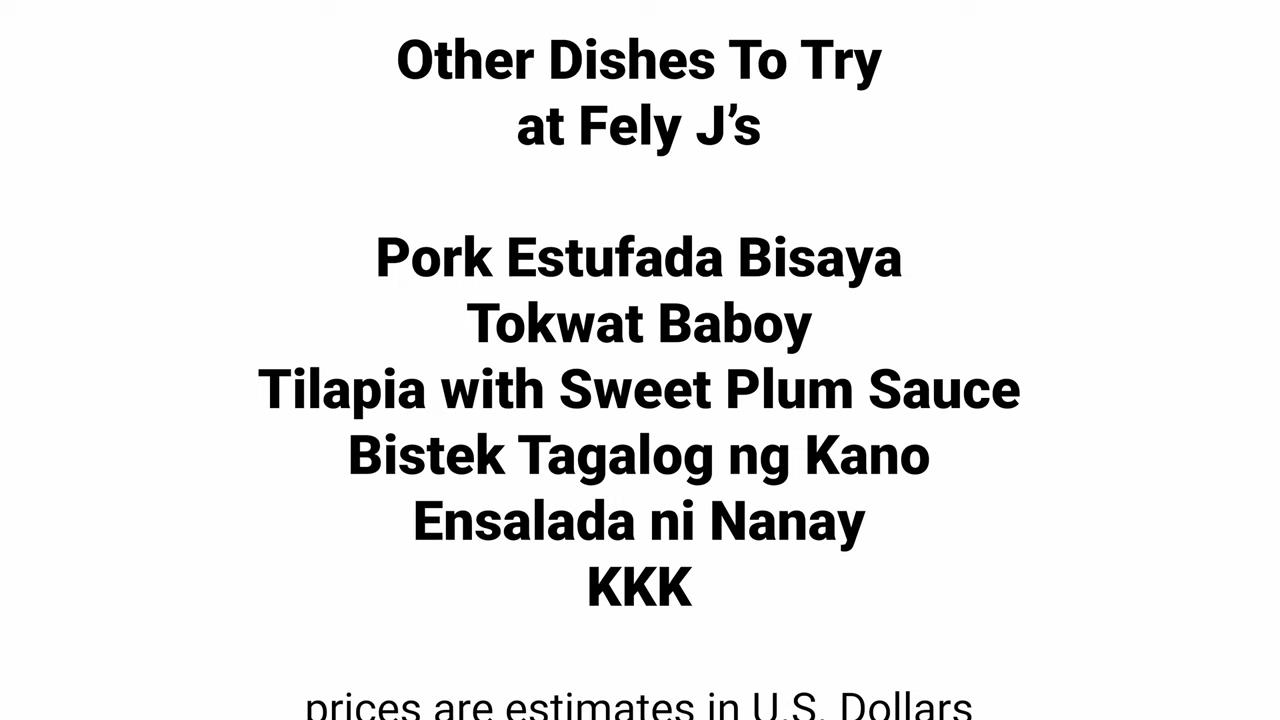 Other Dishes To Try
at Fely J’s
Pork Estufada Bisaya
Tokwat Baboy
Tilapia with Sweet Plum Sauce
Bistek Tagalog ng Kano
Ensalada ni Nanay
KKK
prices are estimates in U.S. Dollars